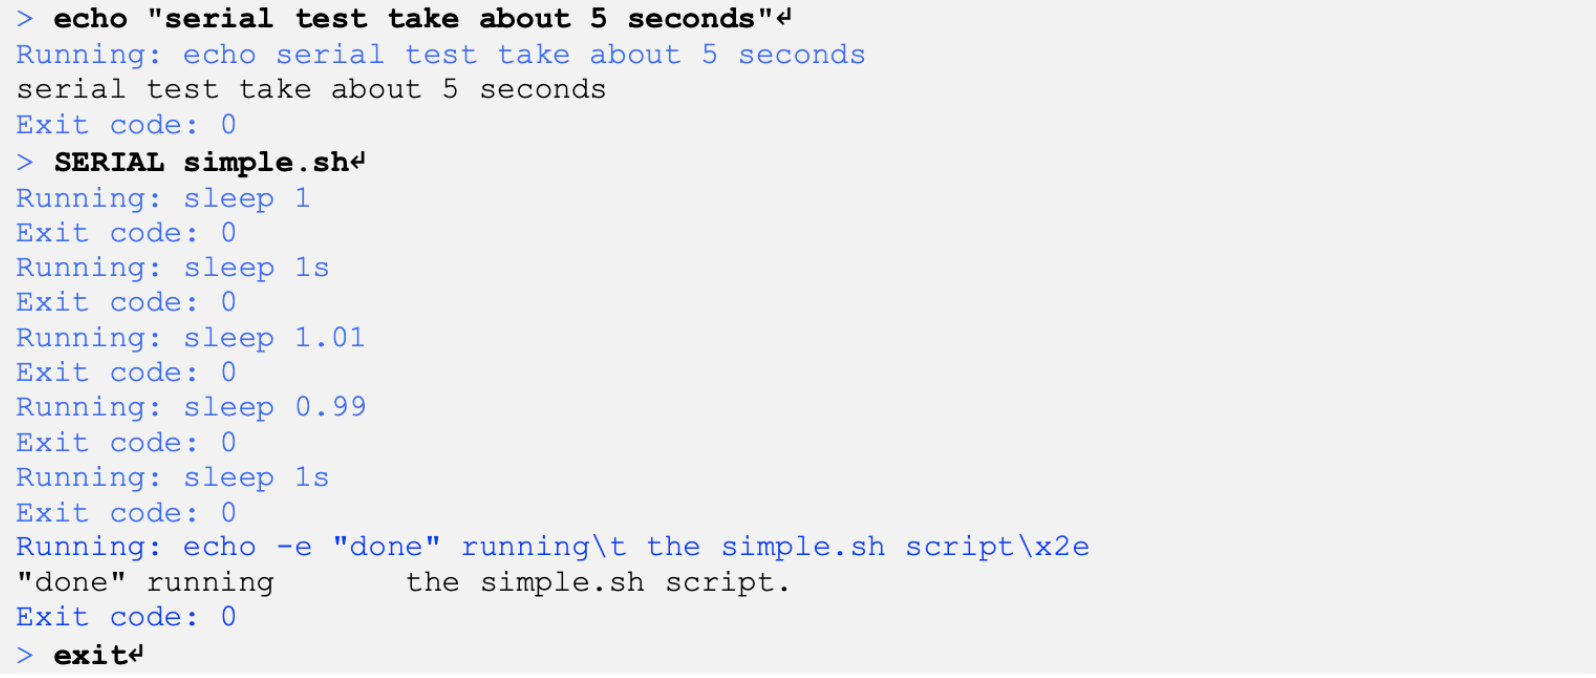 > echo "serial test take about 5 seconds"↵
Running: echo serial test take about 5 seconds
serial test take about 5 seconds
Exit code: 0
> SERIAL simple.sh↵
Running: sleep 1
Exit code: 0
Running: sleep 1s
Exit code: 0
Running: sleep 1.01
Exit code: 0
Running: sleep 0.99
Exit code: 0
Running: sleep 1s
Exit code: 0
Running: echo -e "done" running\t the simple.sh script\x2e
"done" running       the simple.sh script.
Exit code: 0
> exit↵